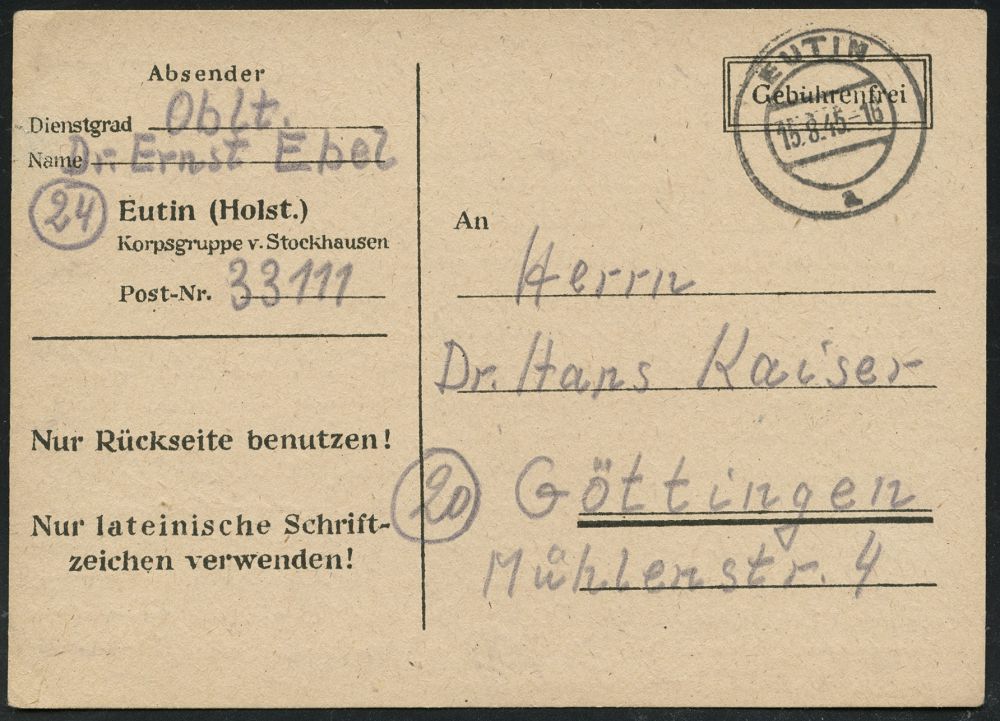 Absender
Dienstgrad Oblt.
Name Dr. Ernst Ebel
24 Eutin (Holst.)
Korpsgruppe v. Stockhausen
Post-Nr. 33111
Nur Rückseite benutzen!
Nur lateinische Schrift-
zeichen verwenden!
Gebührenfrei
EUTIN
15.8.45-16
a
An
Herrn
Dr. Hans Kaiser
20 Göttingen
Mühlenstr. 4